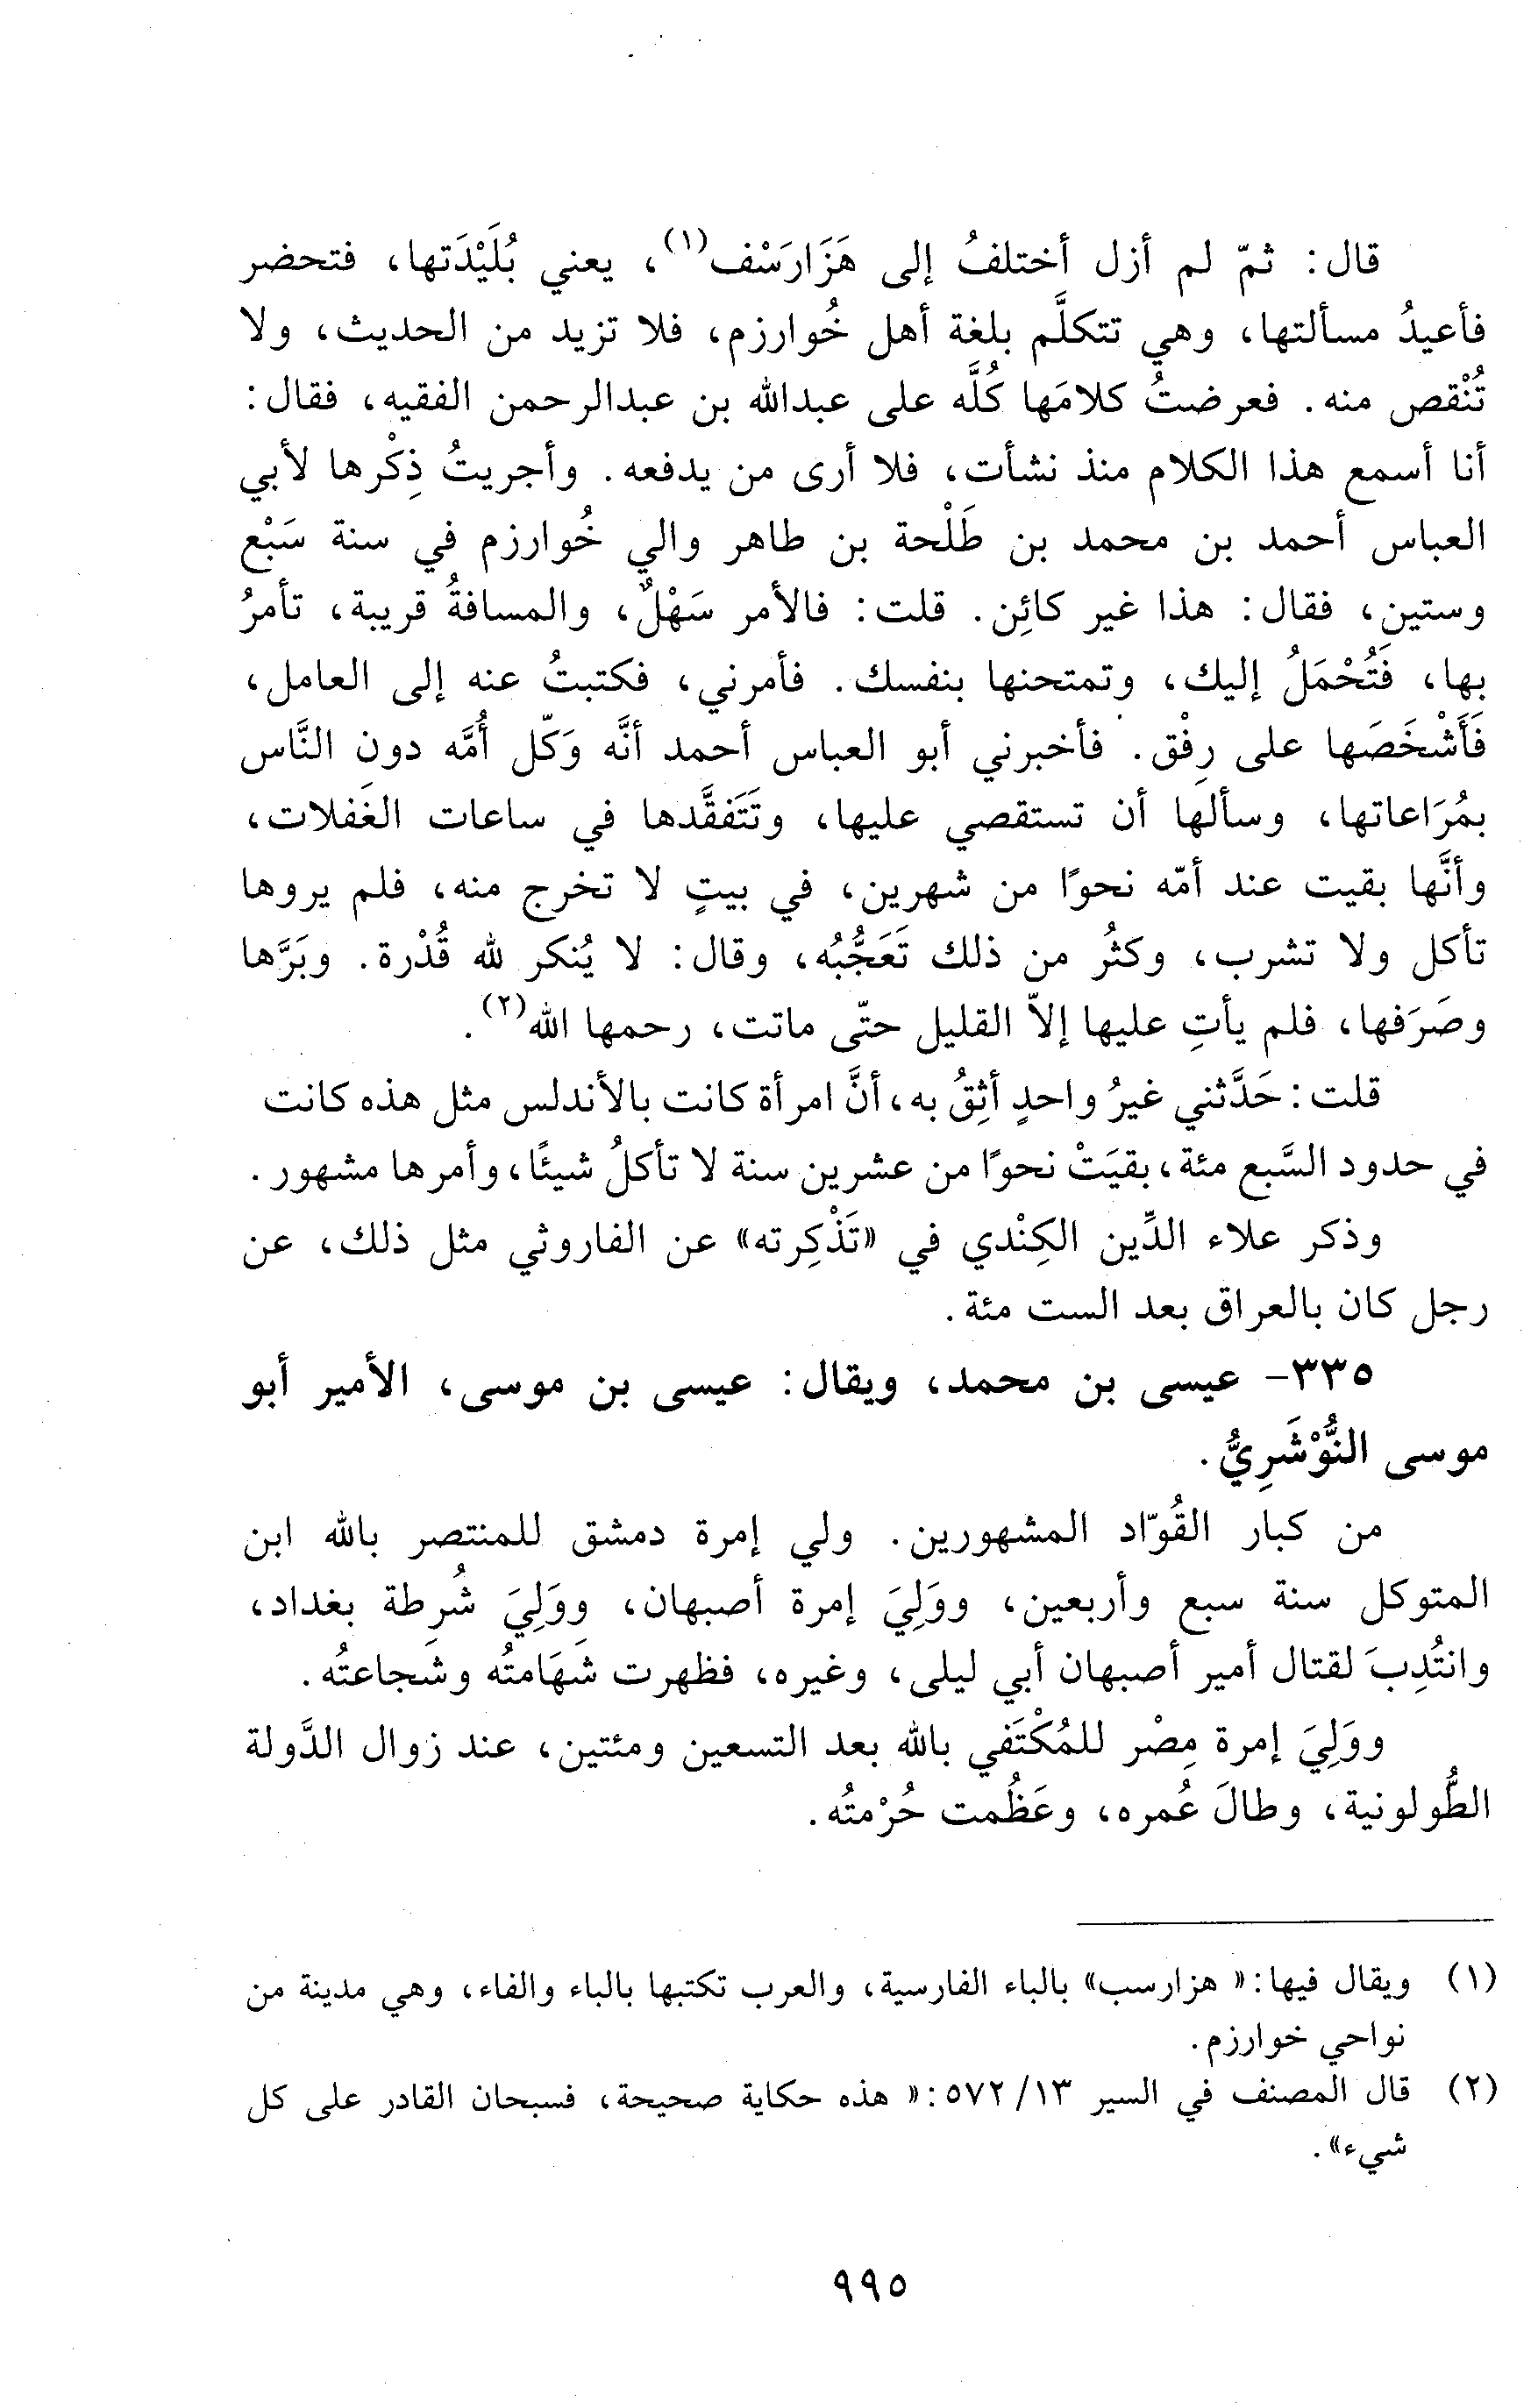 قال: ثمّ لم أزل أختلفُ إلى هَزَارَسْف(١)، يعني بُلَيْدَتها، فتحضر
فأعيدُ مسألتها، وهي تتكلَّم بلغة أهل خُوارزم، فلا تزيد من الحديث، ولا
تُنْقص منه. فعرضتُ كلامَها كُلَّه على عبدالله بن عبدالرحمن الفقيه، فقال:
أنا أسمع هذا الكلام منذ نشأت، فلا أرى من يدفعه. وأجريتُ ذِكْرها لأبي
العباس أحمد بن محمد بن طَلْحة بن طاهر والي خُوارزم في سنة سَبْع
وستين، فقال: هذا غير كائِن. قلت: فالأمر سَهْلٌ، والمسافةُ قريبة، تأمرُ
بها، فَتُحْمَلُ إليك، وتمتحنها بنفسك. فأمرني، فكتبتُ عنه إلى العامل،
فَأَشْخَصَها على رِفْق. فأخبرني أبو العباس أحمد أنَّه وَكّل أُمَّه دون النَّاس
بمُرَاعاتها، وسألها أن تستقصي عليها، وتَتَفقَّدها في ساعات الغَفلات،
وأنَّها بقيت عند أمّه نحوًا من شهرين، في بيتٍ لا تخرج منه، فلم يروها
تأكل ولا تشرب، وكثُر من ذلك تَعَجُّبُه، وقال: لا يُنكر لله قُدْرة. وبَرَّها
وصَرَفها، فلم يأتِ عليها إلاّ القليل حتّى ماتت، رحمها الله(٢).
قلت: حَدَّثني غيرُ واحدٍ أثِقُ به، أنَّ امرأة كانت بالأندلس مثل هذه كانت
في حدود السَّبع مئة، بقيَتْ نحوًا من عشرين سنة لا تأكلُ شيئًا، وأمرها مشهور.
وذكر علاء الدِّين الكِنْدي في «تَذْكِرته» عن الفاروثي مثل ذلك، عن
رجل كان بالعراق بعد الست مئة.
٣٣٥- عيسى بن محمد، ويقال: عيسى بن موسى، الأمير أبو
موسى النُّوْشَرِيُّ.
من كبار القُوّاد المشهورين. ولي إمرة دمشق للمنتصر بالله ابن
المتوكل سنة سبع وأربعين، ووَلِيَ إمرة أصبهان، ووَلِيَ شُرِطة بغداد،
وانتُدِبَ لقتال أمير أصبهان أبي ليلى، وغيره، فظهرت شَهَامتُه وشجاعتُه.
ووَلِيَ إمرة مِصْر للمُكْتَفي بالله بعد التسعين ومئتين، عند زوال الدَّولة
الطُّولونية، وطالَ عُمره، وعَظُمت حُرْمتُه.
(١) ويقال فيها: «هزارسب» بالباء الفارسية، والعرب تكتبها بالباء والفاء، وهي مدينة من
نواحي خوارزم.
(٢) قال المصنف في السير ١٣/ ٥٧٢: «هذه حكاية صحيحة، فسبحان القادر على كل
شيء».
٩٩٥